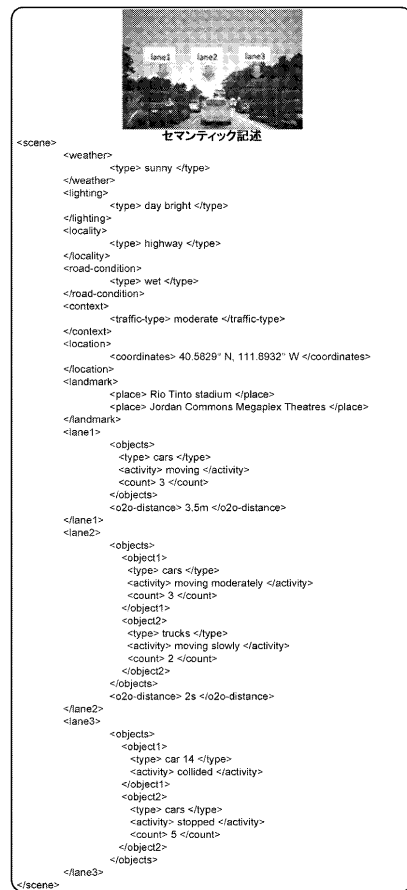 lane1 lane2 lane3
セマンティック記述
<scene>
<weather>
<type> sunny </type>
</weather>
<lighting>
<type> day bright </type>
</lighting>
<locality>
<type> highway </type>
</locality>
<road-condition>
<type> wet </type>
</road-condition>
<context>
<traffic-type> moderate </traffic-type>
</context>
<location>
<coordinates> 40.5829° N, 111.8932° W </coordinates>
</location>
<landmark>
<place> Rio Tinto stadium </place>
<place> Jordan Commons Megaplex Theatres </place>
</landmark>
<lane1>
<objects>
<type> cars </type>
<activity> moving </activity>
<count> 3 </count>
</objects>
<o2o-distance> 3,5m </o2o-distance>
</lane1>
<lane2>
<objects>
<object1>
<type> cars </type>
<activity> moving moderately </activity>
<count> 3 </count>
</object1>
<object2>
<type> trucks </type>
<activity> moving slowly </activity>
<count> 2 </count>
</object2>
</objects>
<o2o-distance> 2s </o2o-distance>
</lane2>
<lane3>
<objects>
<object1>
<type> car 14 </type>
<activity> collided </activity>
</object1>
<object2>
<type> cars </type>
<activity> stopped </activity>
<count> 5 </count>
</object2>
</objects>
</lane3>
</scene>